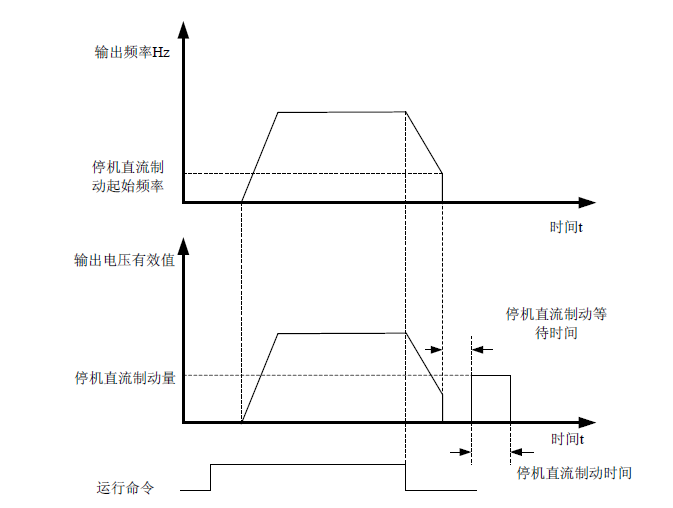 输出频率Hz
停机直流制
动起始频率
时间t
输出电压有效值
停机直流制动等
待时间
停机直流制动量
时间t
停机直流制动时间
运行命令